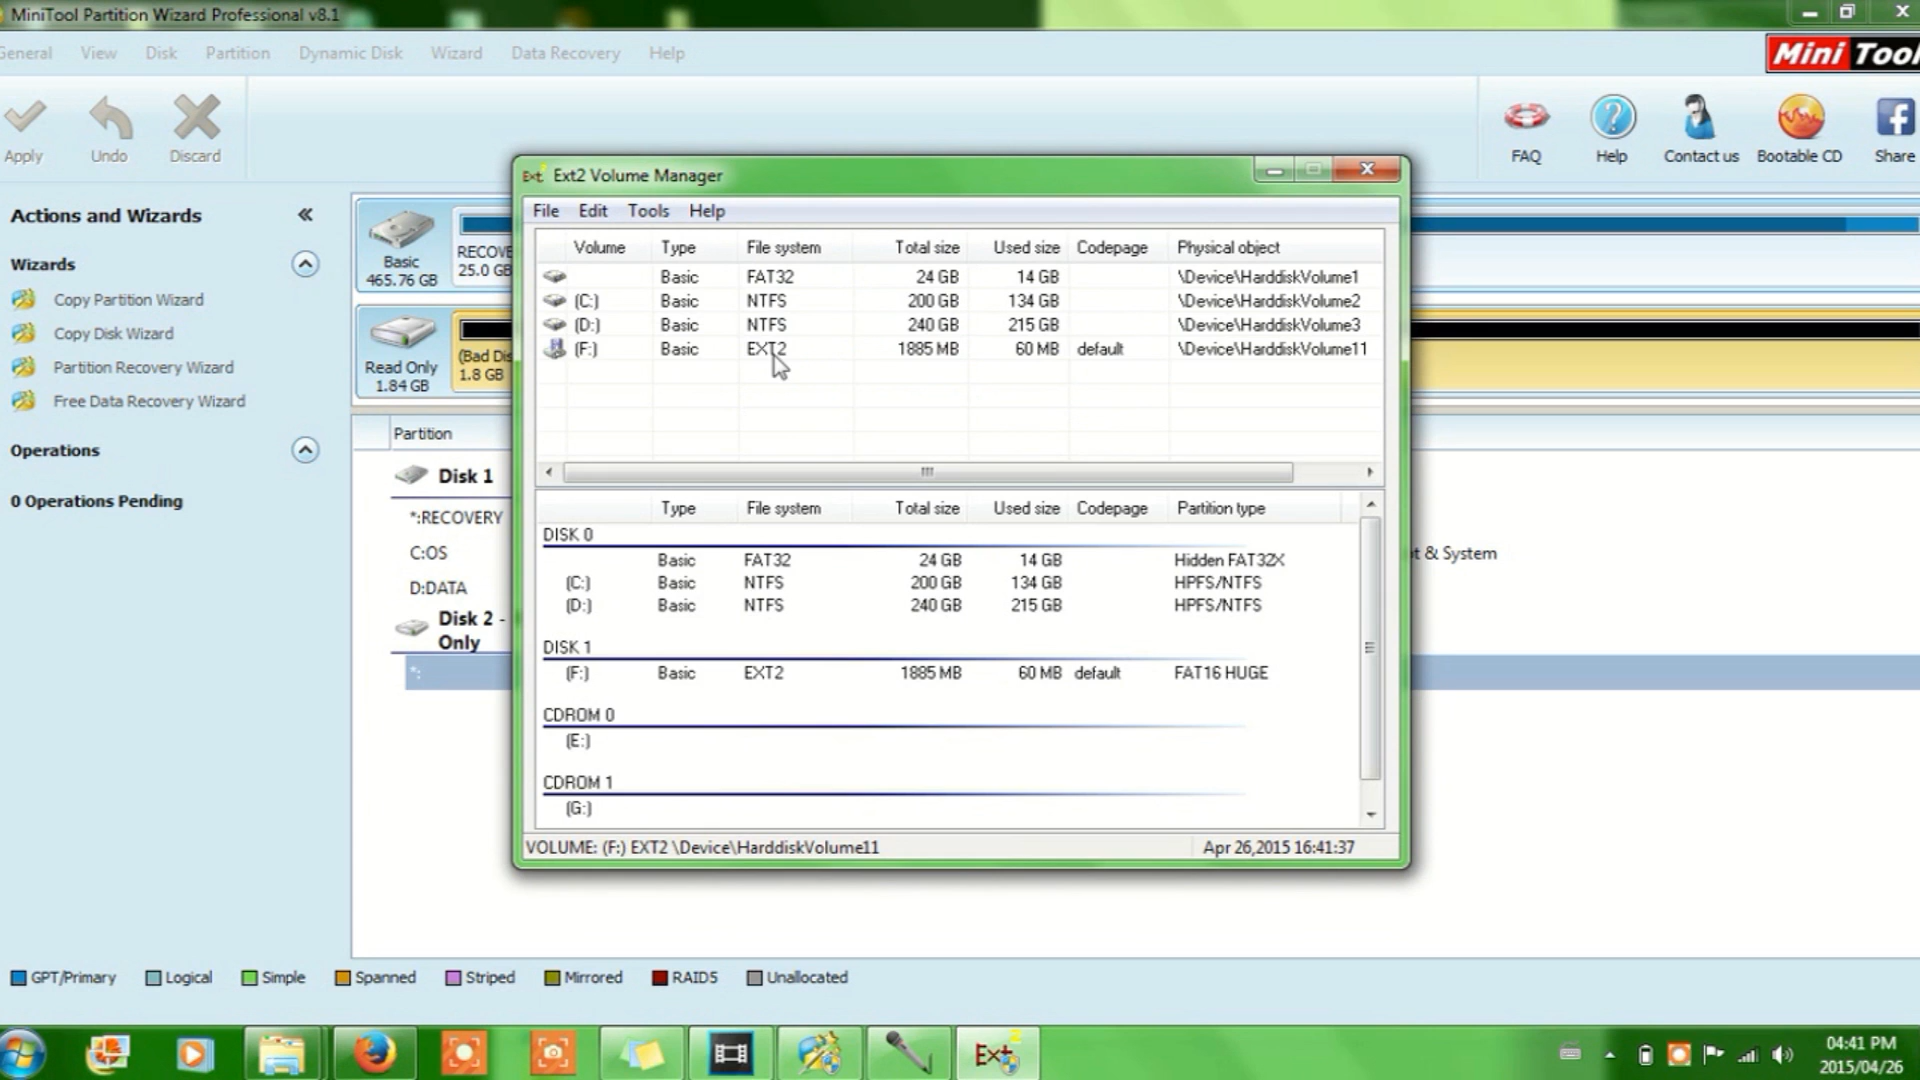 MiniTool Partition Wizard Professional v8.1
General View Disk Partition Dynamic Disk Wizard Data Recovery Help
Mini Tool
Apply Undo Discard
FAQ Help Contact us Bootable CD Share
Actions and Wizards
Wizards
Copy Partition Wizard
Copy Disk Wizard
Partition Recovery Wizard
Free Data Recovery Wizard
Operations
0 Operations Pending
Basic
465.76 GB
RECOVE
25.0 GB
Read Only
1.84 GB
(Bad Dis
1.8 GB
Partition
Disk 1
*:RECOVERY
C:OS
D:DATA
Disk 2 -
Only
*:
t & System
Ext Ext2 Volume Manager
File Edit Tools Help
Volume Type File system Total size Used size Codepage Physical object
Basic FAT32 24 GB 14 GB \Device\HarddiskVolume1
(C:) Basic NTFS 200 GB 134 GB \Device\HarddiskVolume2
(D:) Basic NTFS 240 GB 215 GB \Device\HarddiskVolume3
(F:) Basic EXT2 1885 MB 60 MB default \Device\HarddiskVolume11
Type File system Total size Used size Codepage Partition type
DISK 0
Basic FAT32 24 GB 14 GB Hidden FAT32X
(C:) Basic NTFS 200 GB 134 GB HPFS/NTFS
(D:) Basic NTFS 240 GB 215 GB HPFS/NTFS
DISK 1
(F:) Basic EXT2 1885 MB 60 MB default FAT16 HUGE
CDROM 0
(E:)
CDROM 1
(G:)
VOLUME: (F:) EXT2 \Device\HarddiskVolume11 Apr 26,2015 16:41:37
GPT/Primary Logical Simple Spanned Striped Mirrored RAID5 Unallocated
Ext
04:41 PM
2015/04/26